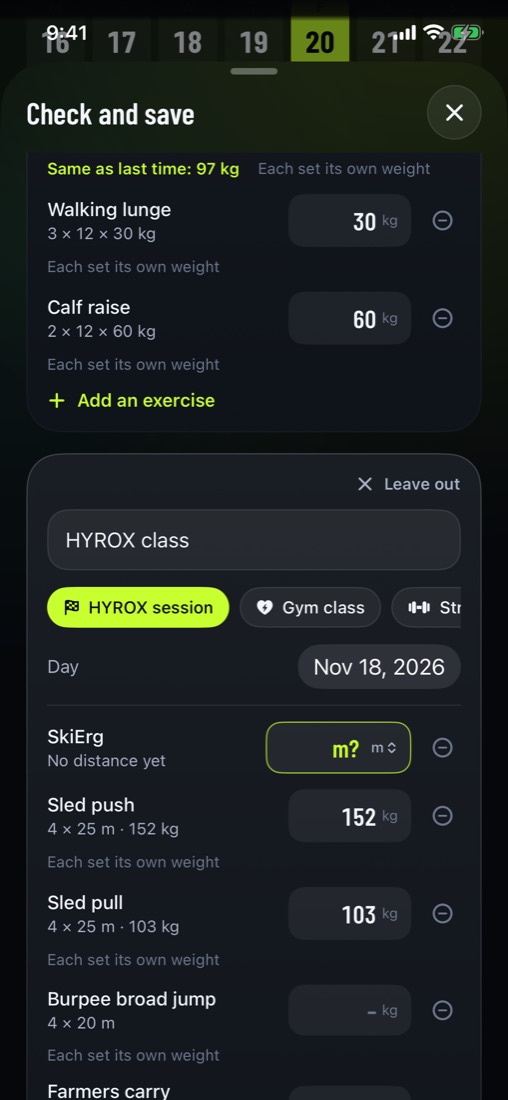 9:41
16 17 18 19 20 21 22
Check and save
Same as last time: 97 kg Each set its own weight
Walking lunge
3 × 12 × 30 kg
30 kg
Each set its own weight
Calf raise
2 × 12 × 60 kg
60 kg
Each set its own weight
+ Add an exercise
Leave out
HYROX class
HYROX session Gym class Str
Day Nov 18, 2026
SkiErg
No distance yet
m? m
Sled push
4 × 25 m · 152 kg
152 kg
Each set its own weight
Sled pull
4 × 25 m · 103 kg
103 kg
Each set its own weight
Burpee broad jump
4 × 20 m
– kg
Each set its own weight
Farmers carry